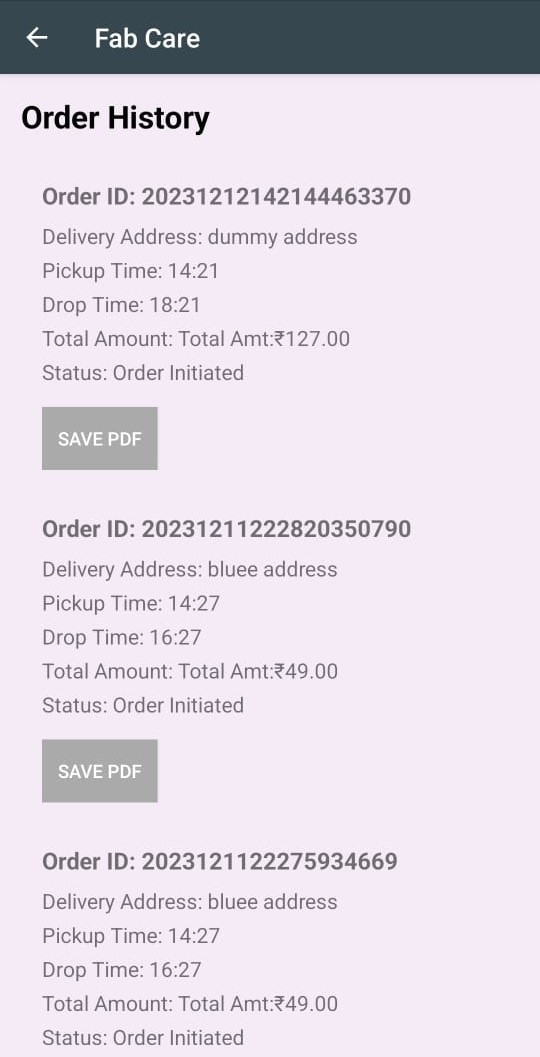 Fab Care
Order History
Order ID: 20231212142144463370
Delivery Address: dummy address
Pickup Time: 14:21
Drop Time: 18:21
Total Amount: Total Amt:₹127.00
Status: Order Initiated
SAVE PDF
Order ID: 20231211222820350790
Delivery Address: bluee address
Pickup Time: 14:27
Drop Time: 16:27
Total Amount: Total Amt:₹49.00
Status: Order Initiated
SAVE PDF
Order ID: 2023121122275934669
Delivery Address: bluee address
Pickup Time: 14:27
Drop Time: 16:27
Total Amount: Total Amt:₹49.00
Status: Order Initiated